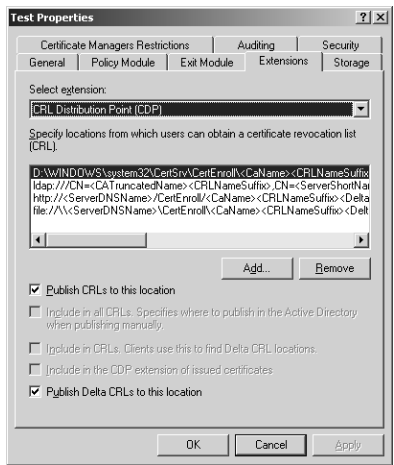 Test Properties
Certificate Managers Restrictions Auditing Security
General Policy Module Exit Module Extensions Storage
Select extension:
CRL Distribution Point (CDP)
Specify locations from which users can obtain a certificate revocation list
(CRL).
D:\WINDOWS\system32\CertSrv\CertEnroll\<CaName><CRLNameSuffix
ldap:///CN=<CATruncatedName><CRLNameSuffix>,CN=<ServerShortNar
http://<ServerDNSName>/CertEnroll/<CaName><CRLNameSuffix><Delta
file://\\<ServerDNSName>\CertEnroll\<CaName><CRLNameSuffix><Delt
Add... Remove
Publish CRLs to this location
Include in all CRLs. Specifies where to publish in the Active Directory
when publishing manually.
Include in CRLs. Clients use this to find Delta CRL locations.
Include in the CDP extension of issued certificates
Publish Delta CRLs to this location
OK Cancel Apply